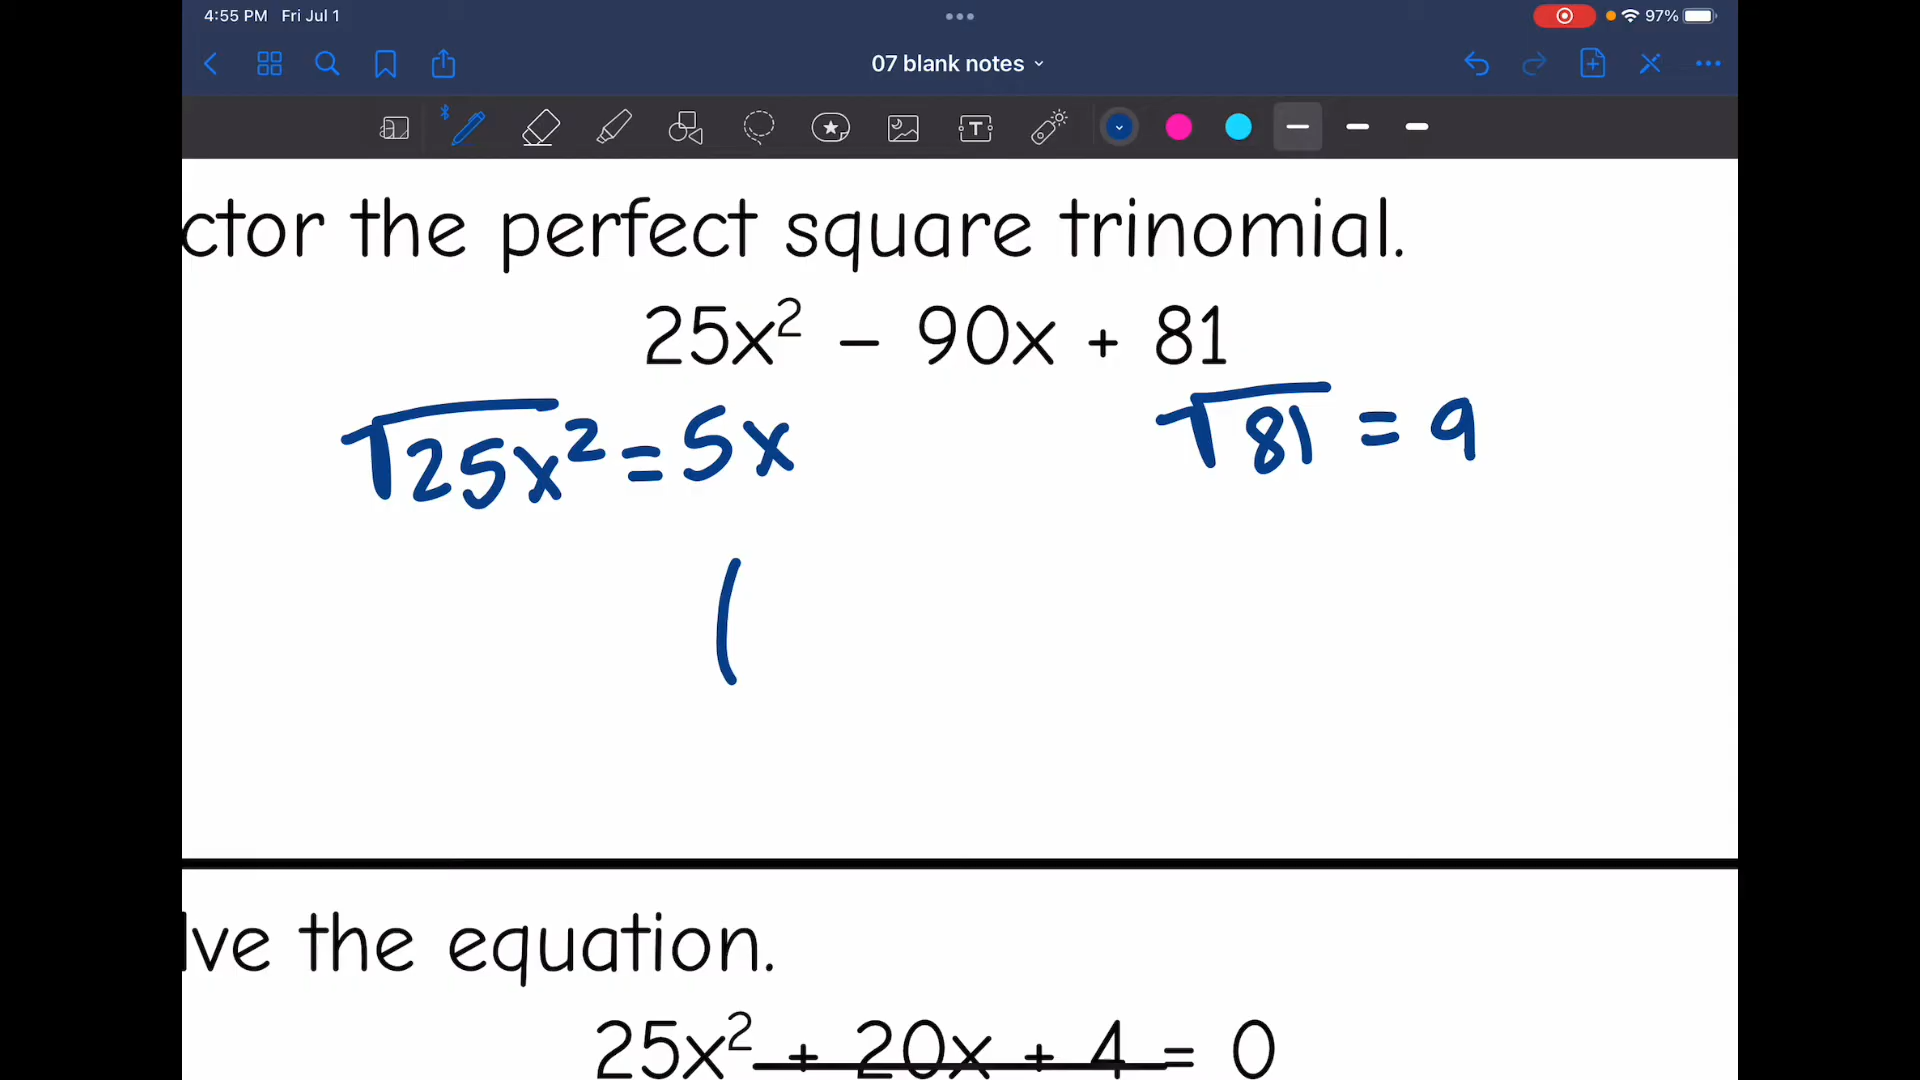 4:55 PM Fri Jul 1
97%
07 blank notes
ctor the perfect square trinomial.
25x² – 90x + 81
√25x² = 5x
√81 = 9
(
lve the equation.
25x² + 20x + 4 = 0